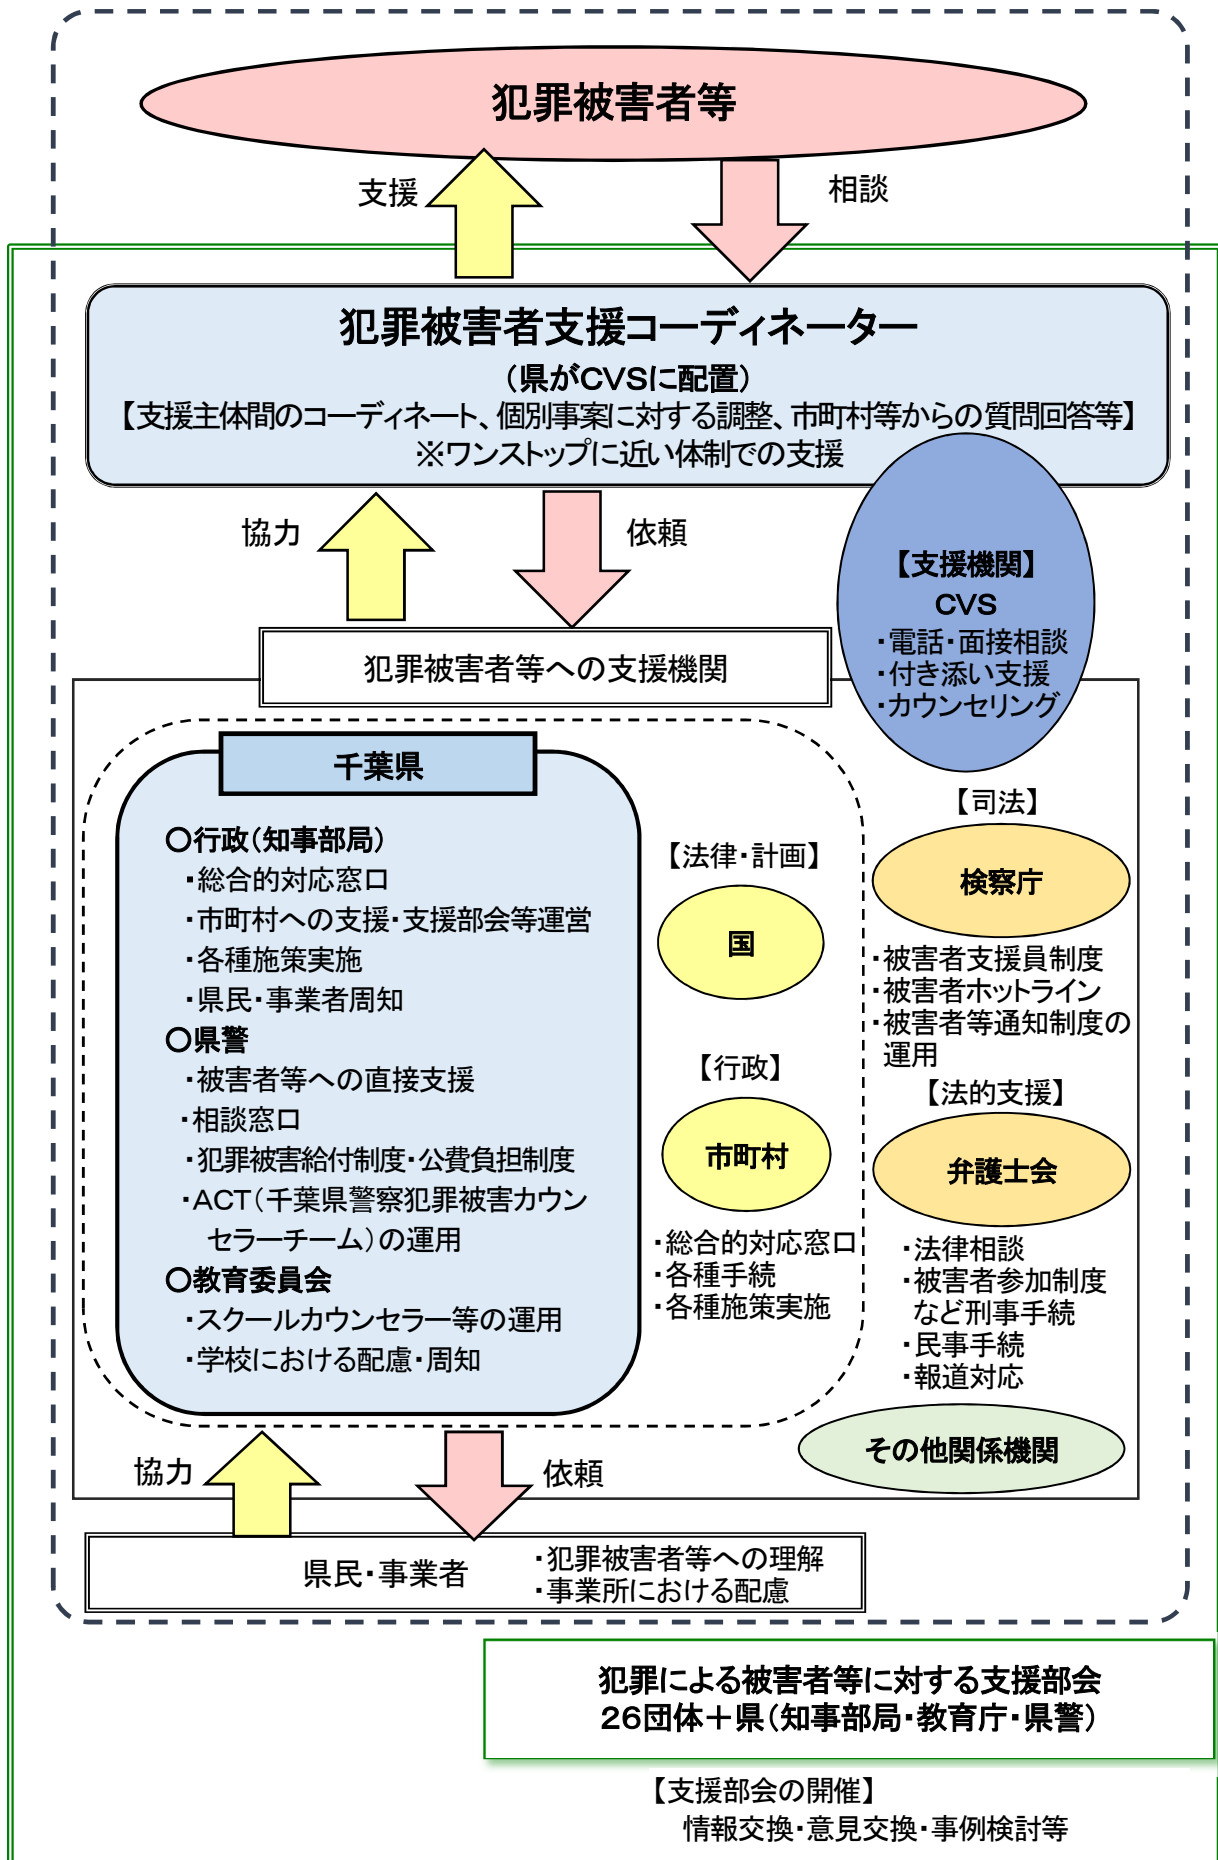 犯罪被害者等
支援
相談
犯罪被害者支援コーディネーター
（県がCVSに配置）
【支援主体間のコーディネート、個別事案に対する調整、市町村等からの質問回答等】
※ワンストップに近い体制での支援
協力
依頼
【支援機関】
CVS
・電話・面接相談
・付き添い支援
・カウンセリング
犯罪被害者等への支援機関
千葉県
〇行政（知事部局）
・総合的対応窓口
・市町村への支援・支援部会等運営
・各種施策実施
・県民・事業者周知
〇県警
・被害者等への直接支援
・相談窓口
・犯罪被害給付制度・公費負担制度
・ACT（千葉県警察犯罪被害カウン
セラーチーム）の運用
〇教育委員会
・スクールカウンセラー等の運用
・学校における配慮・周知
【法律・計画】
国
【行政】
市町村
・総合的対応窓口
・各種手続
・各種施策実施
【司法】
検察庁
・被害者支援員制度
・被害者ホットライン
・被害者等通知制度の
運用
【法的支援】
弁護士会
・法律相談
・被害者参加制度
など刑事手続
・民事手続
・報道対応
その他関係機関
協力
依頼
県民・事業者
・犯罪被害者等への理解
・事業所における配慮
犯罪による被害者等に対する支援部会
26団体＋県（知事部局・教育庁・県警）
【支援部会の開催】
情報交換・意見交換・事例検討等